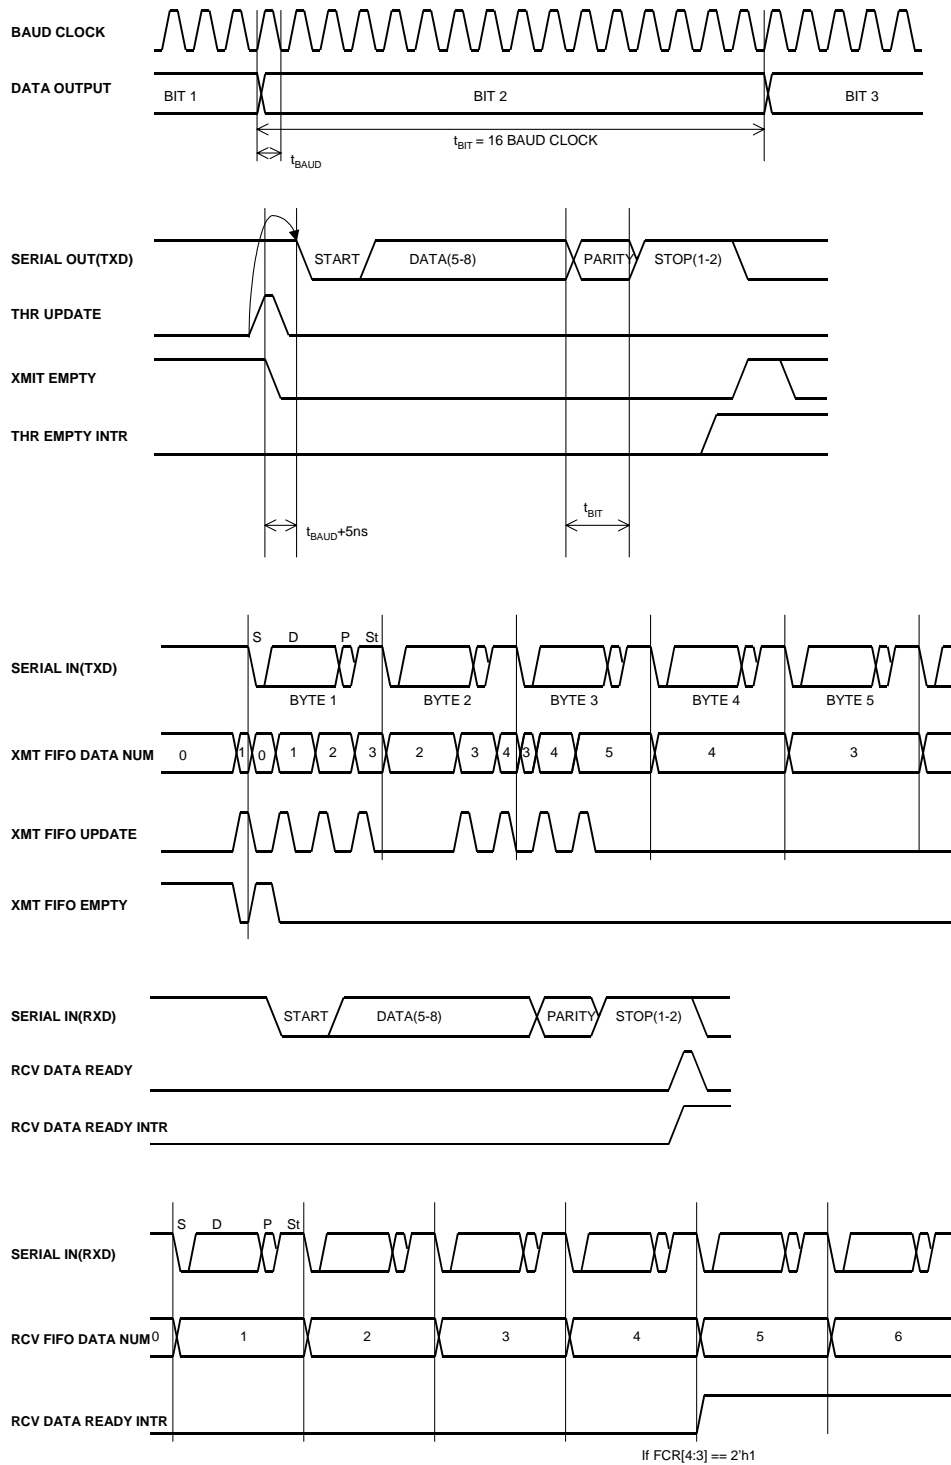 BAUD CLOCK
DATA OUTPUT
BIT 1
BIT 2
BIT 3
tBIT = 16 BAUD CLOCK
tBAUD
SERIAL OUT(TXD)
START
DATA(5-8)
PARITY
STOP(1-2)
THR UPDATE
XMIT EMPTY
THR EMPTY INTR
tBAUD+5ns
tBIT
S D P St
SERIAL IN(TXD)
BYTE 1
BYTE 2
BYTE 3
BYTE 4
BYTE 5
XMT FIFO DATA NUM
0 1 0 1 2 3 2 3 4 3 4 5 4 3
XMT FIFO UPDATE
XMT FIFO EMPTY
SERIAL IN(RXD)
START
DATA(5-8)
PARITY
STOP(1-2)
RCV DATA READY
RCV DATA READY INTR
S D P St
SERIAL IN(RXD)
RCV FIFO DATA NUM
0 1 2 3 4 5 6
RCV DATA READY INTR
If FCR[4:3] == 2'h1